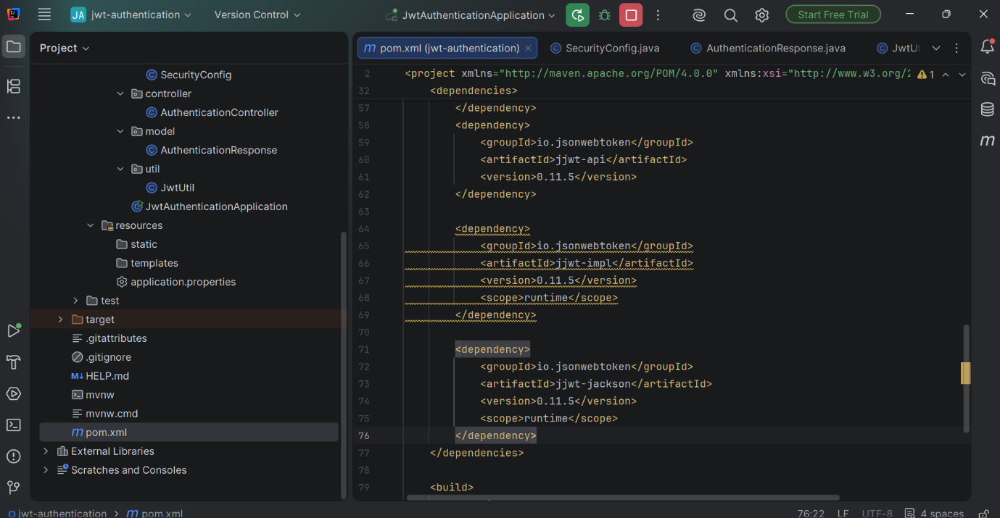 JA jwt-authentication Version Control JwtAuthenticationApplication Start Free Trial
Project
SecurityConfig
controller
AuthenticationController
model
AuthenticationResponse
util
JwtUtil
JwtAuthenticationApplication
resources
static
templates
application.properties
test
target
.gitattributes
.gitignore
M↓ HELP.md
mvnw
mvnw.cmd
m pom.xml
External Libraries
Scratches and Consoles
m pom.xml (jwt-authentication) SecurityConfig.java AuthenticationResponse.java JwtU
2 <project xmlns="http://maven.apache.org/POM/4.0.0" xmlns:xsi="http://www.w3.org/2 1
32 <dependencies>
57 </dependency>
58 <dependency>
59 <groupId>io.jsonwebtoken</groupId>
60 <artifactId>jjwt-api</artifactId>
61 <version>0.11.5</version>
62 </dependency>
63
64 <dependency>
65 <groupId>io.jsonwebtoken</groupId>
66 <artifactId>jjwt-impl</artifactId>
67 <version>0.11.5</version>
68 <scope>runtime</scope>
69 </dependency>
70
71 <dependency>
72 <groupId>io.jsonwebtoken</groupId>
73 <artifactId>jjwt-jackson</artifactId>
74 <version>0.11.5</version>
75 <scope>runtime</scope>
76 </dependency>
77 </dependencies>
78
79 <build>
m
jwt-authentication > m pom.xml 76:22 LF UTF-8 4 spaces